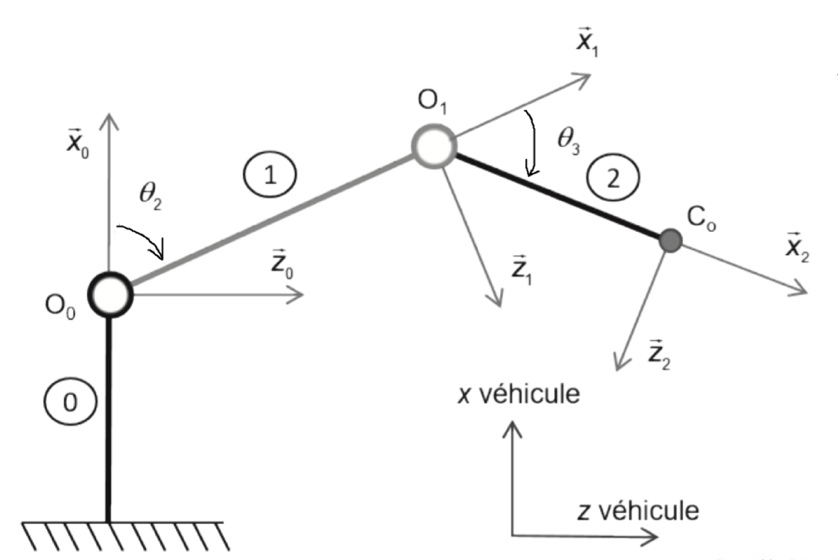 x⃗₁
O₁
x⃗₀
θ₃
1
2
θ₂
C₀
z⃗₀
x⃗₂
z⃗₁
O₀
z⃗₂
0
x véhicule
z véhicule